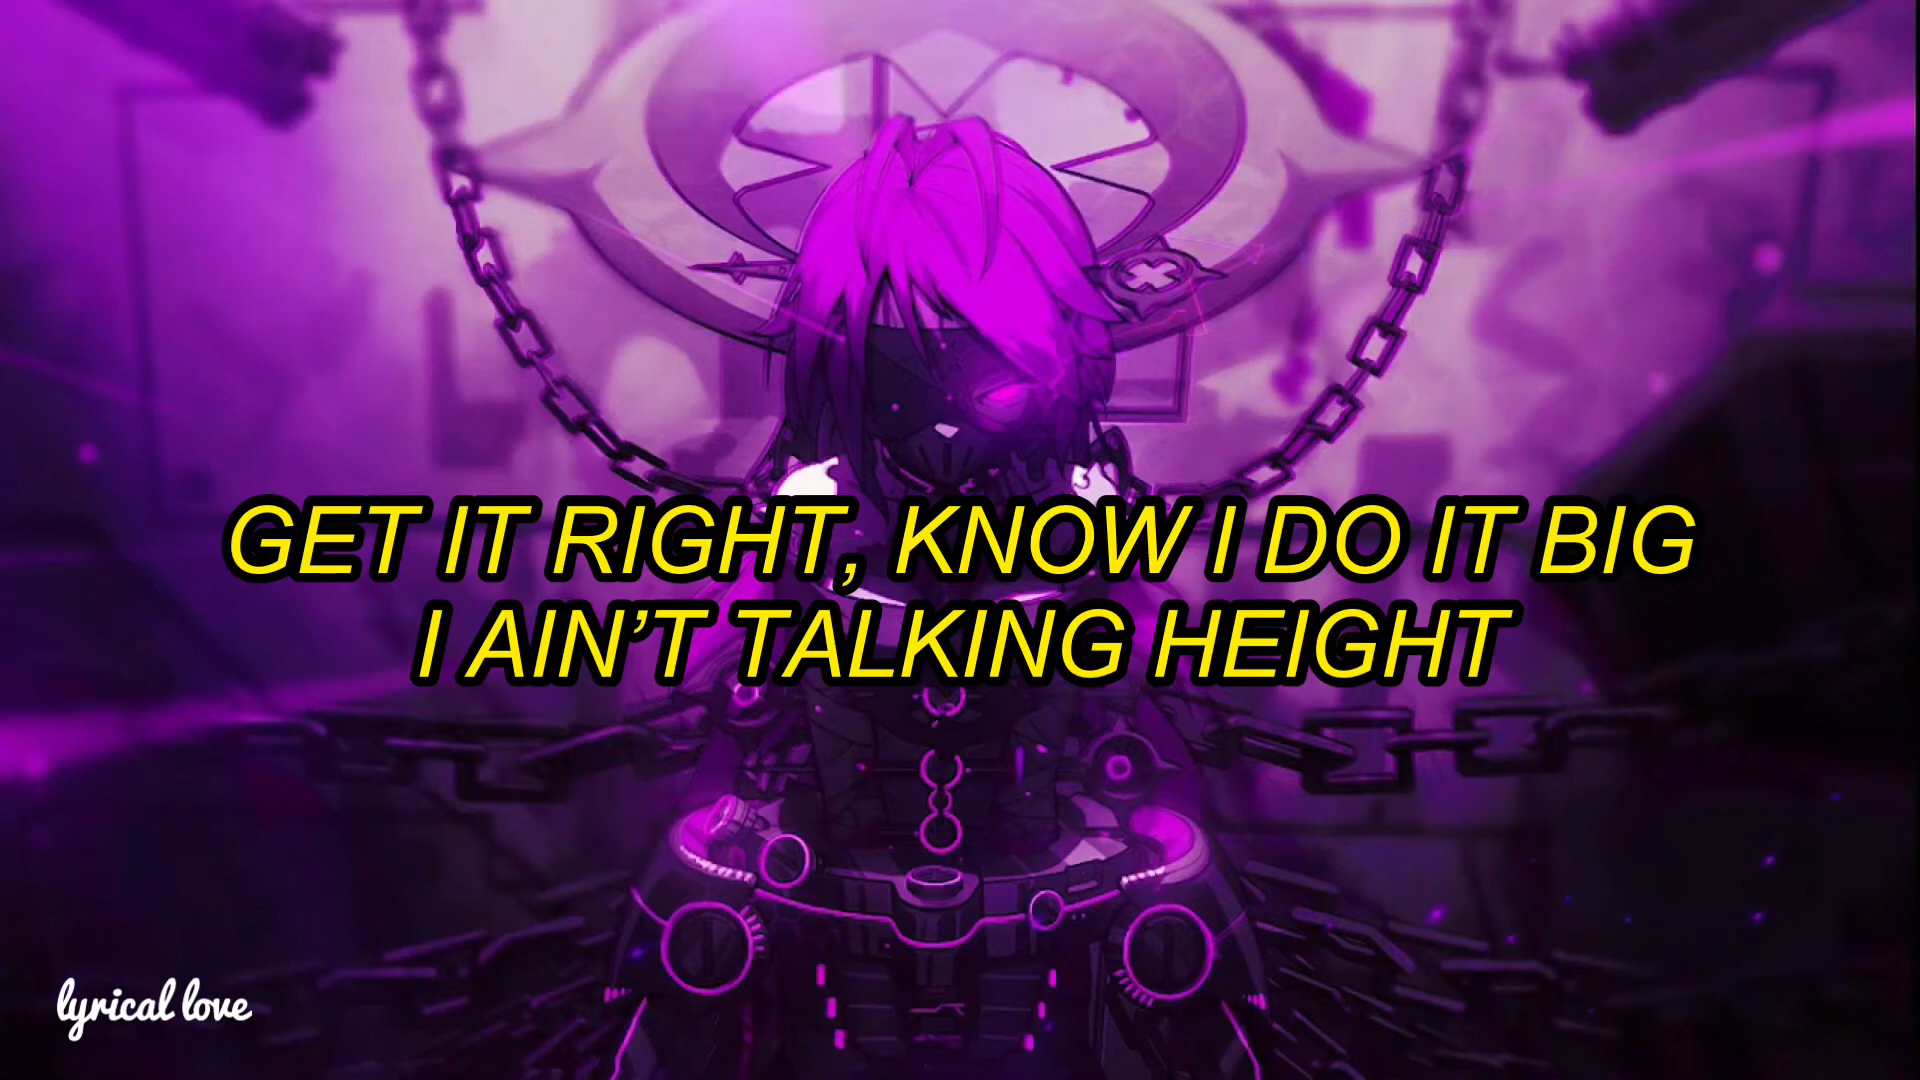 GET IT RIGHT, KNOW I DO IT BIG
I AIN’T TALKING HEIGHT
lyrical love